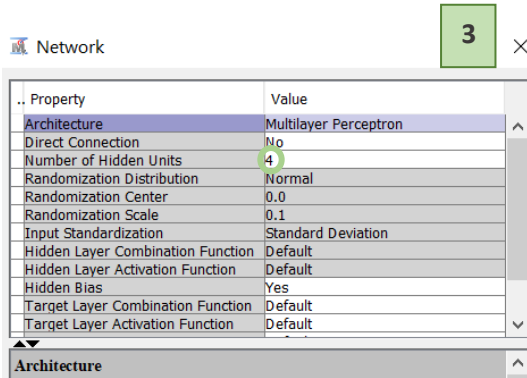 3
Network
.. Property Value
Architecture Multilayer Perceptron
Direct Connection No
Number of Hidden Units 4
Randomization Distribution Normal
Randomization Center 0.0
Randomization Scale 0.1
Input Standardization Standard Deviation
Hidden Layer Combination Function Default
Hidden Layer Activation Function Default
Hidden Bias Yes
Target Layer Combination Function Default
Target Layer Activation Function Default
Architecture